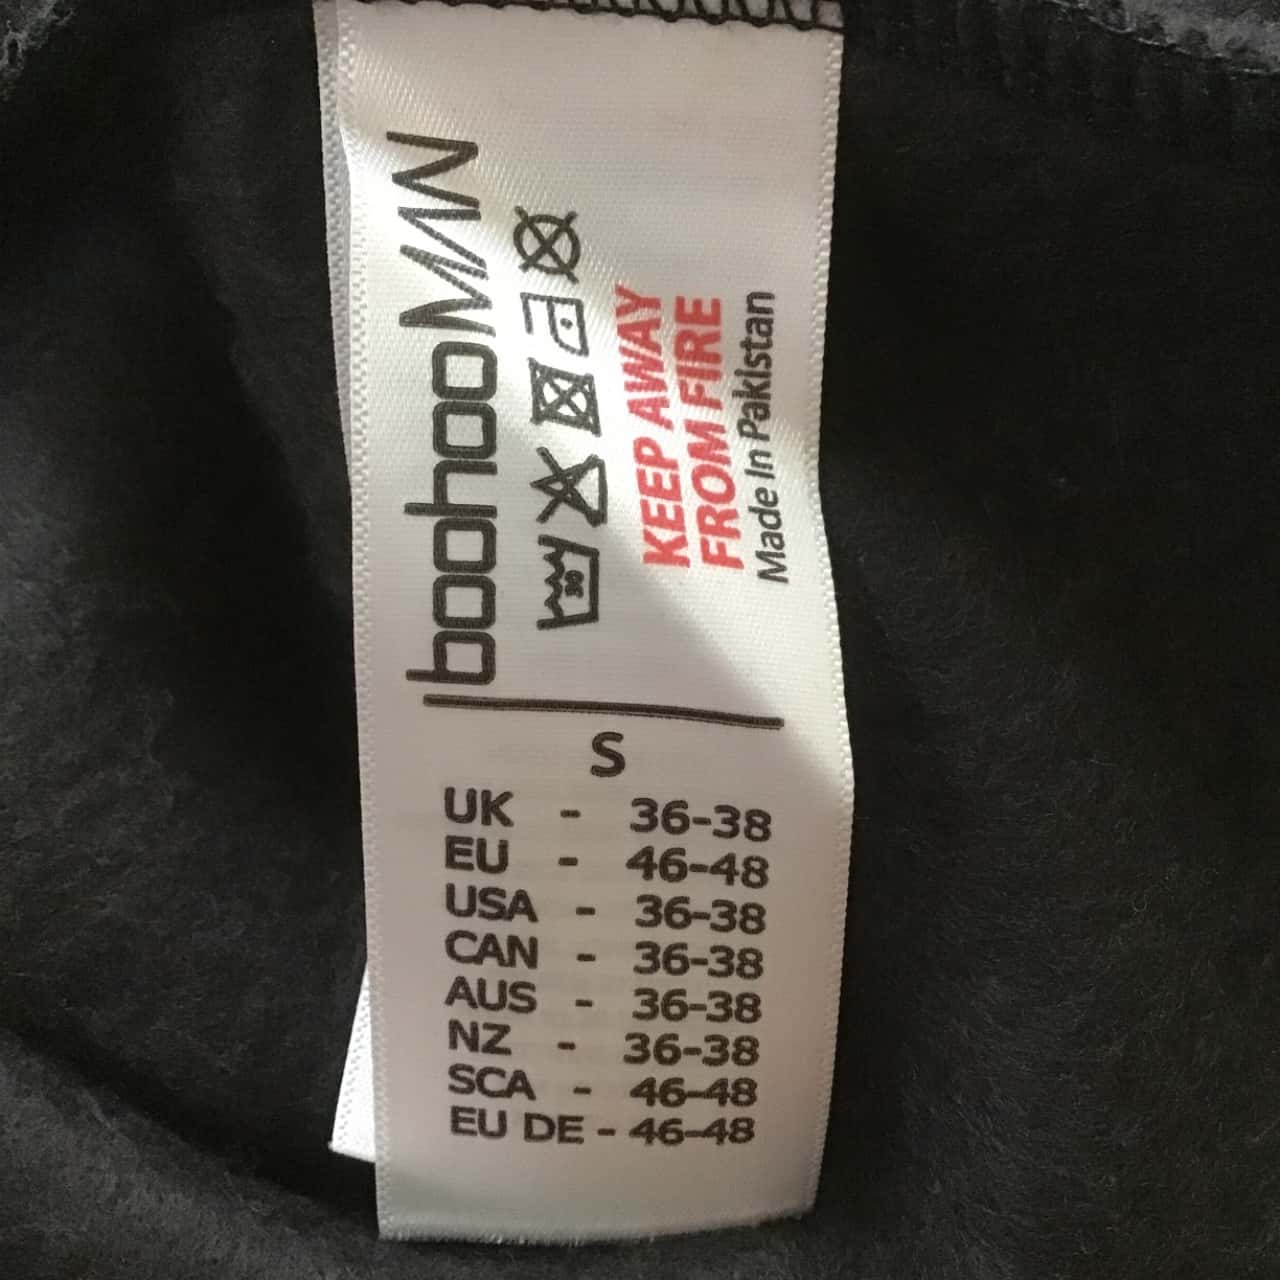 boohooMAN
30
KEEP AWAY
FROM FIRE
Made In Pakistan
S
UK - 36-38
EU - 46-48
USA - 36-38
CAN - 36-38
AUS - 36-38
NZ - 36-38
SCA - 46-48
EU DE - 46-48